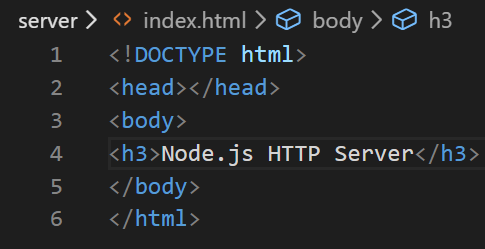 server > <> index.html > body > h3
1 <!DOCTYPE html>
2 <head></head>
3 <body>
4 <h3>Node.js HTTP Server</h3>
5 </body>
6 </html>